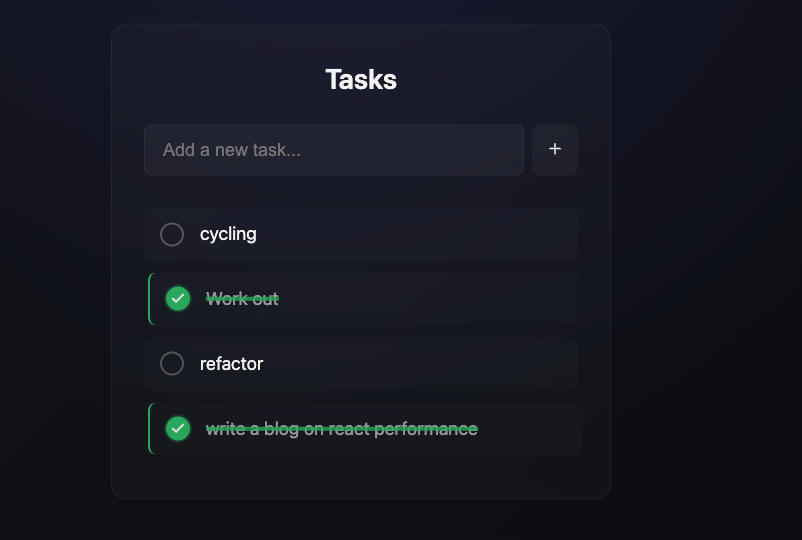 Tasks
Add a new task...
+
cycling
Work out
refactor
write a blog on react performance